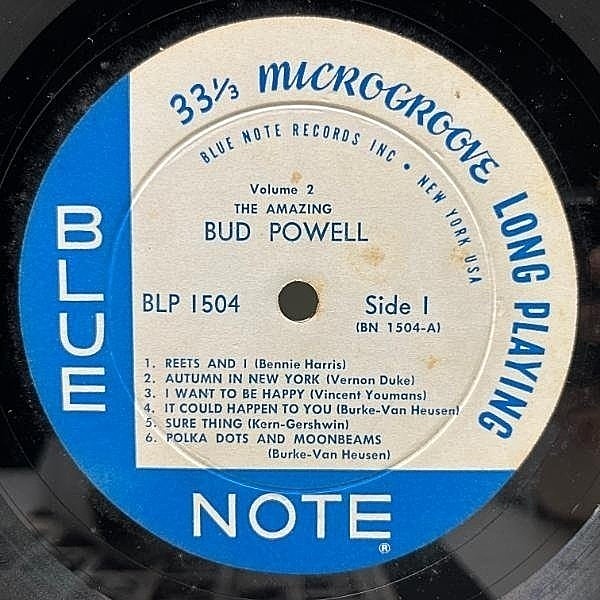 33 1/3 MICROGROOVE LONG PLAYING
BLUE NOTE RECORDS INC • NEW YORK USA
Volume 2
THE AMAZING
BUD POWELL
BLP 1504
Side 1
(BN 1504-A)
1. REETS AND I (Bennie Harris)
2. AUTUMN IN NEW YORK (Vernon Duke)
3. I WANT TO BE HAPPY (Vincent Youmans)
4. IT COULD HAPPEN TO YOU (Burke-Van Heusen)
5. SURE THING (Kern-Gershwin)
6. POLKA DOTS AND MOONBEAMS
(Burke-Van Heusen)
BLUE
NOTE®